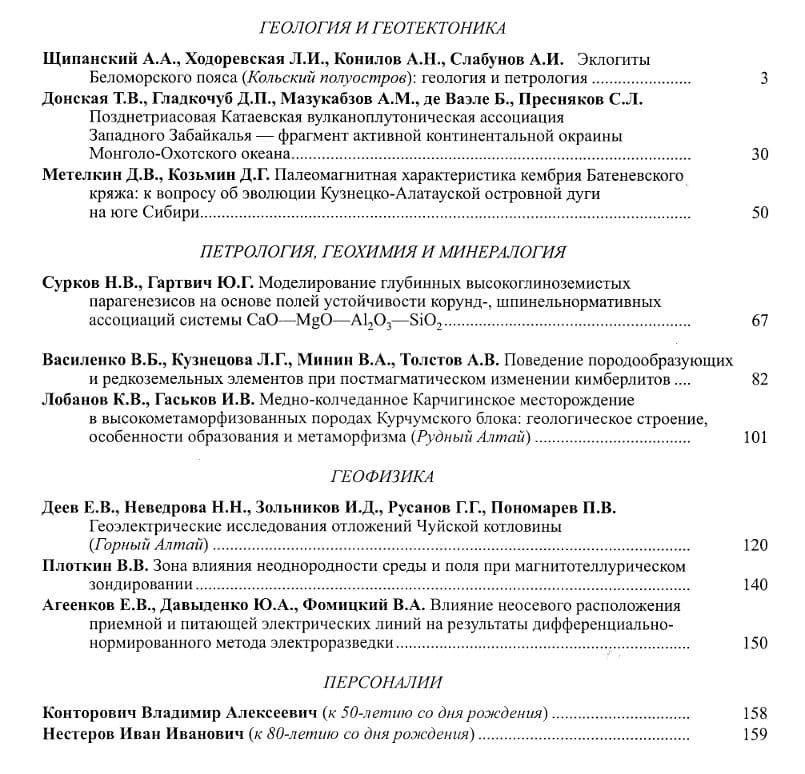 ГЕОЛОГИЯ И ГЕОТЕКТОНИКА
Щипанский А.А., Ходоревская Л.И., Конилов А.Н., Слабунов А.И. Эклогиты
Беломорского пояса (Кольский полуостров): геология и петрология ................... 3
Донская Т.В., Гладкочуб Д.П., Мазукабзов А.М., де Ваэле Б., Пресняков С.Л.
Позднетриасовая Катаевская вулканоплутоническая ассоциация
Западного Забайкалья — фрагмент активной континентальной окраины
Монголо-Охотского океана................................................................................ 30
Метелкин Д.В., Козьмин Д.Г. Палеомагнитная характеристика кембрия Батеневского
кряжа: к вопросу об эволюции Кузнецко-Алатауской островной дуги
на юге Сибири.................................................................................................. 50
ПЕТРОЛОГИЯ, ГЕОХИМИЯ И МИНЕРАЛОГИЯ
Сурков Н.В., Гартвич Ю.Г. Моделирование глубинных высокоглиноземистых
парагенезисов на основе полей устойчивости корунд-, шпинельнормативных
ассоциаций системы CaO—MgO—Al₂O₃—SiO₂.................................................. 67
Василенко В.Б., Кузнецова Л.Г., Минин В.А., Толстов А.В. Поведение породообразующих
и редкоземельных элементов при постмагматическом изменении кимберлитов .... 82
Лобанов К.В., Гаськов И.В. Медно-колчеданное Карчигинское месторождение
в высокометаморфизованных породах Курчумского блока: геологическое строение,
особенности образования и метаморфизма (Рудный Алтай) ................................ 101
ГЕОФИЗИКА
Деев Е.В., Неведрова Н.Н., Зольников И.Д., Русанов Г.Г., Пономарев П.В.
Геоэлектрические исследования отложений Чуйской котловины
(Горный Алтай) ................................................................................................ 120
Плоткин В.В. Зона влияния неоднородности среды и поля при магнитотеллурическом
зондировании.................................................................................................... 140
Агеенков Е.В., Давыденко Ю.А., Фомицкий В.А. Влияние неосевого расположения
приемной и питающей электрических линий на результаты дифференциально-
нормированного метода электроразведки............................................................ 150
ПЕРСОНАЛИИ
Конторович Владимир Алексеевич (к 50-летию со дня рождения) ............................ 158
Нестеров Иван Иванович (к 80-летию со дня рождения)........................................... 159